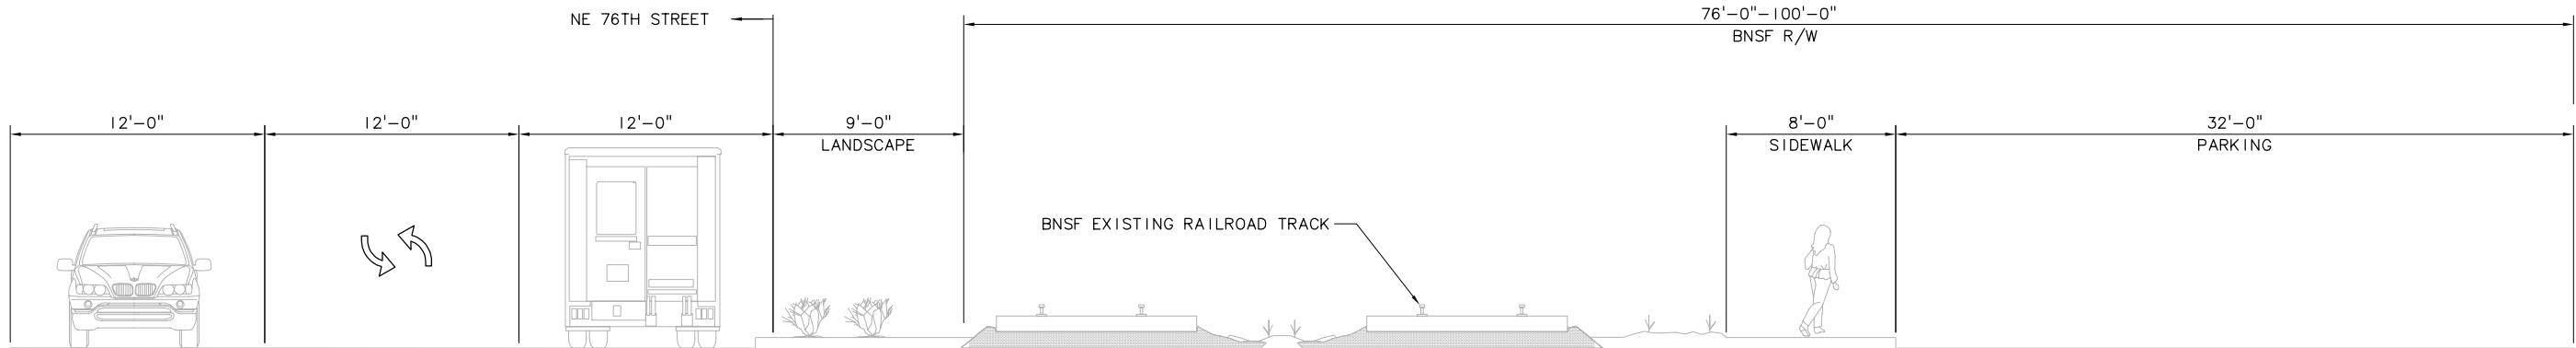 NE 76TH STREET
76'-0"-100'-0"
BNSF R/W
12'-0"
12'-0"
12'-0"
9'-0"
LANDSCAPE
8'-0"
SIDEWALK
32'-0"
PARKING
BNSF EXISTING RAILROAD TRACK